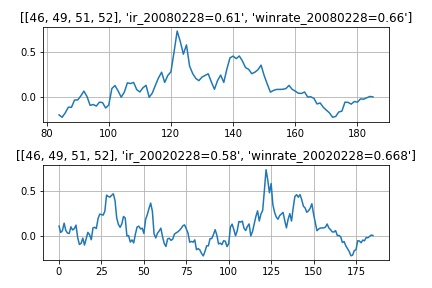 [[46, 49, 51, 52], 'ir_20080228=0.61', 'winrate_20080228=0.66']
0.5
0.0
80 100 120 140 160 180
[[46, 49, 51, 52], 'ir_20020228=0.58', 'winrate_20020228=0.668']
0.5
0.0
0 25 50 75 100 125 150 175